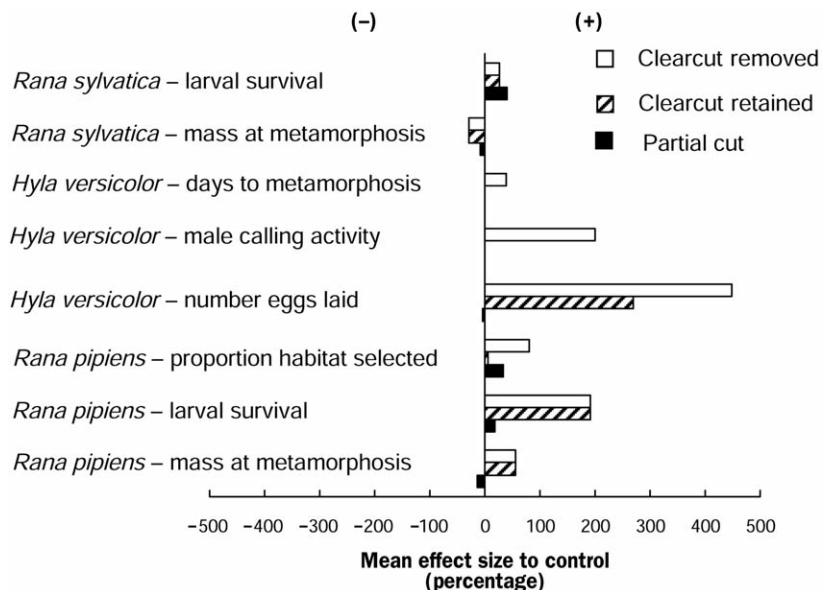 (−) (+)
Clearcut removed
Clearcut retained
Partial cut
Rana sylvatica – larval survival
Rana sylvatica – mass at metamorphosis
Hyla versicolor – days to metamorphosis
Hyla versicolor – male calling activity
Hyla versicolor – number eggs laid
Rana pipiens – proportion habitat selected
Rana pipiens – larval survival
Rana pipiens – mass at metamorphosis
−500 −400 −300 −200 −100 0 100 200 300 400 500
Mean effect size to control
(percentage)